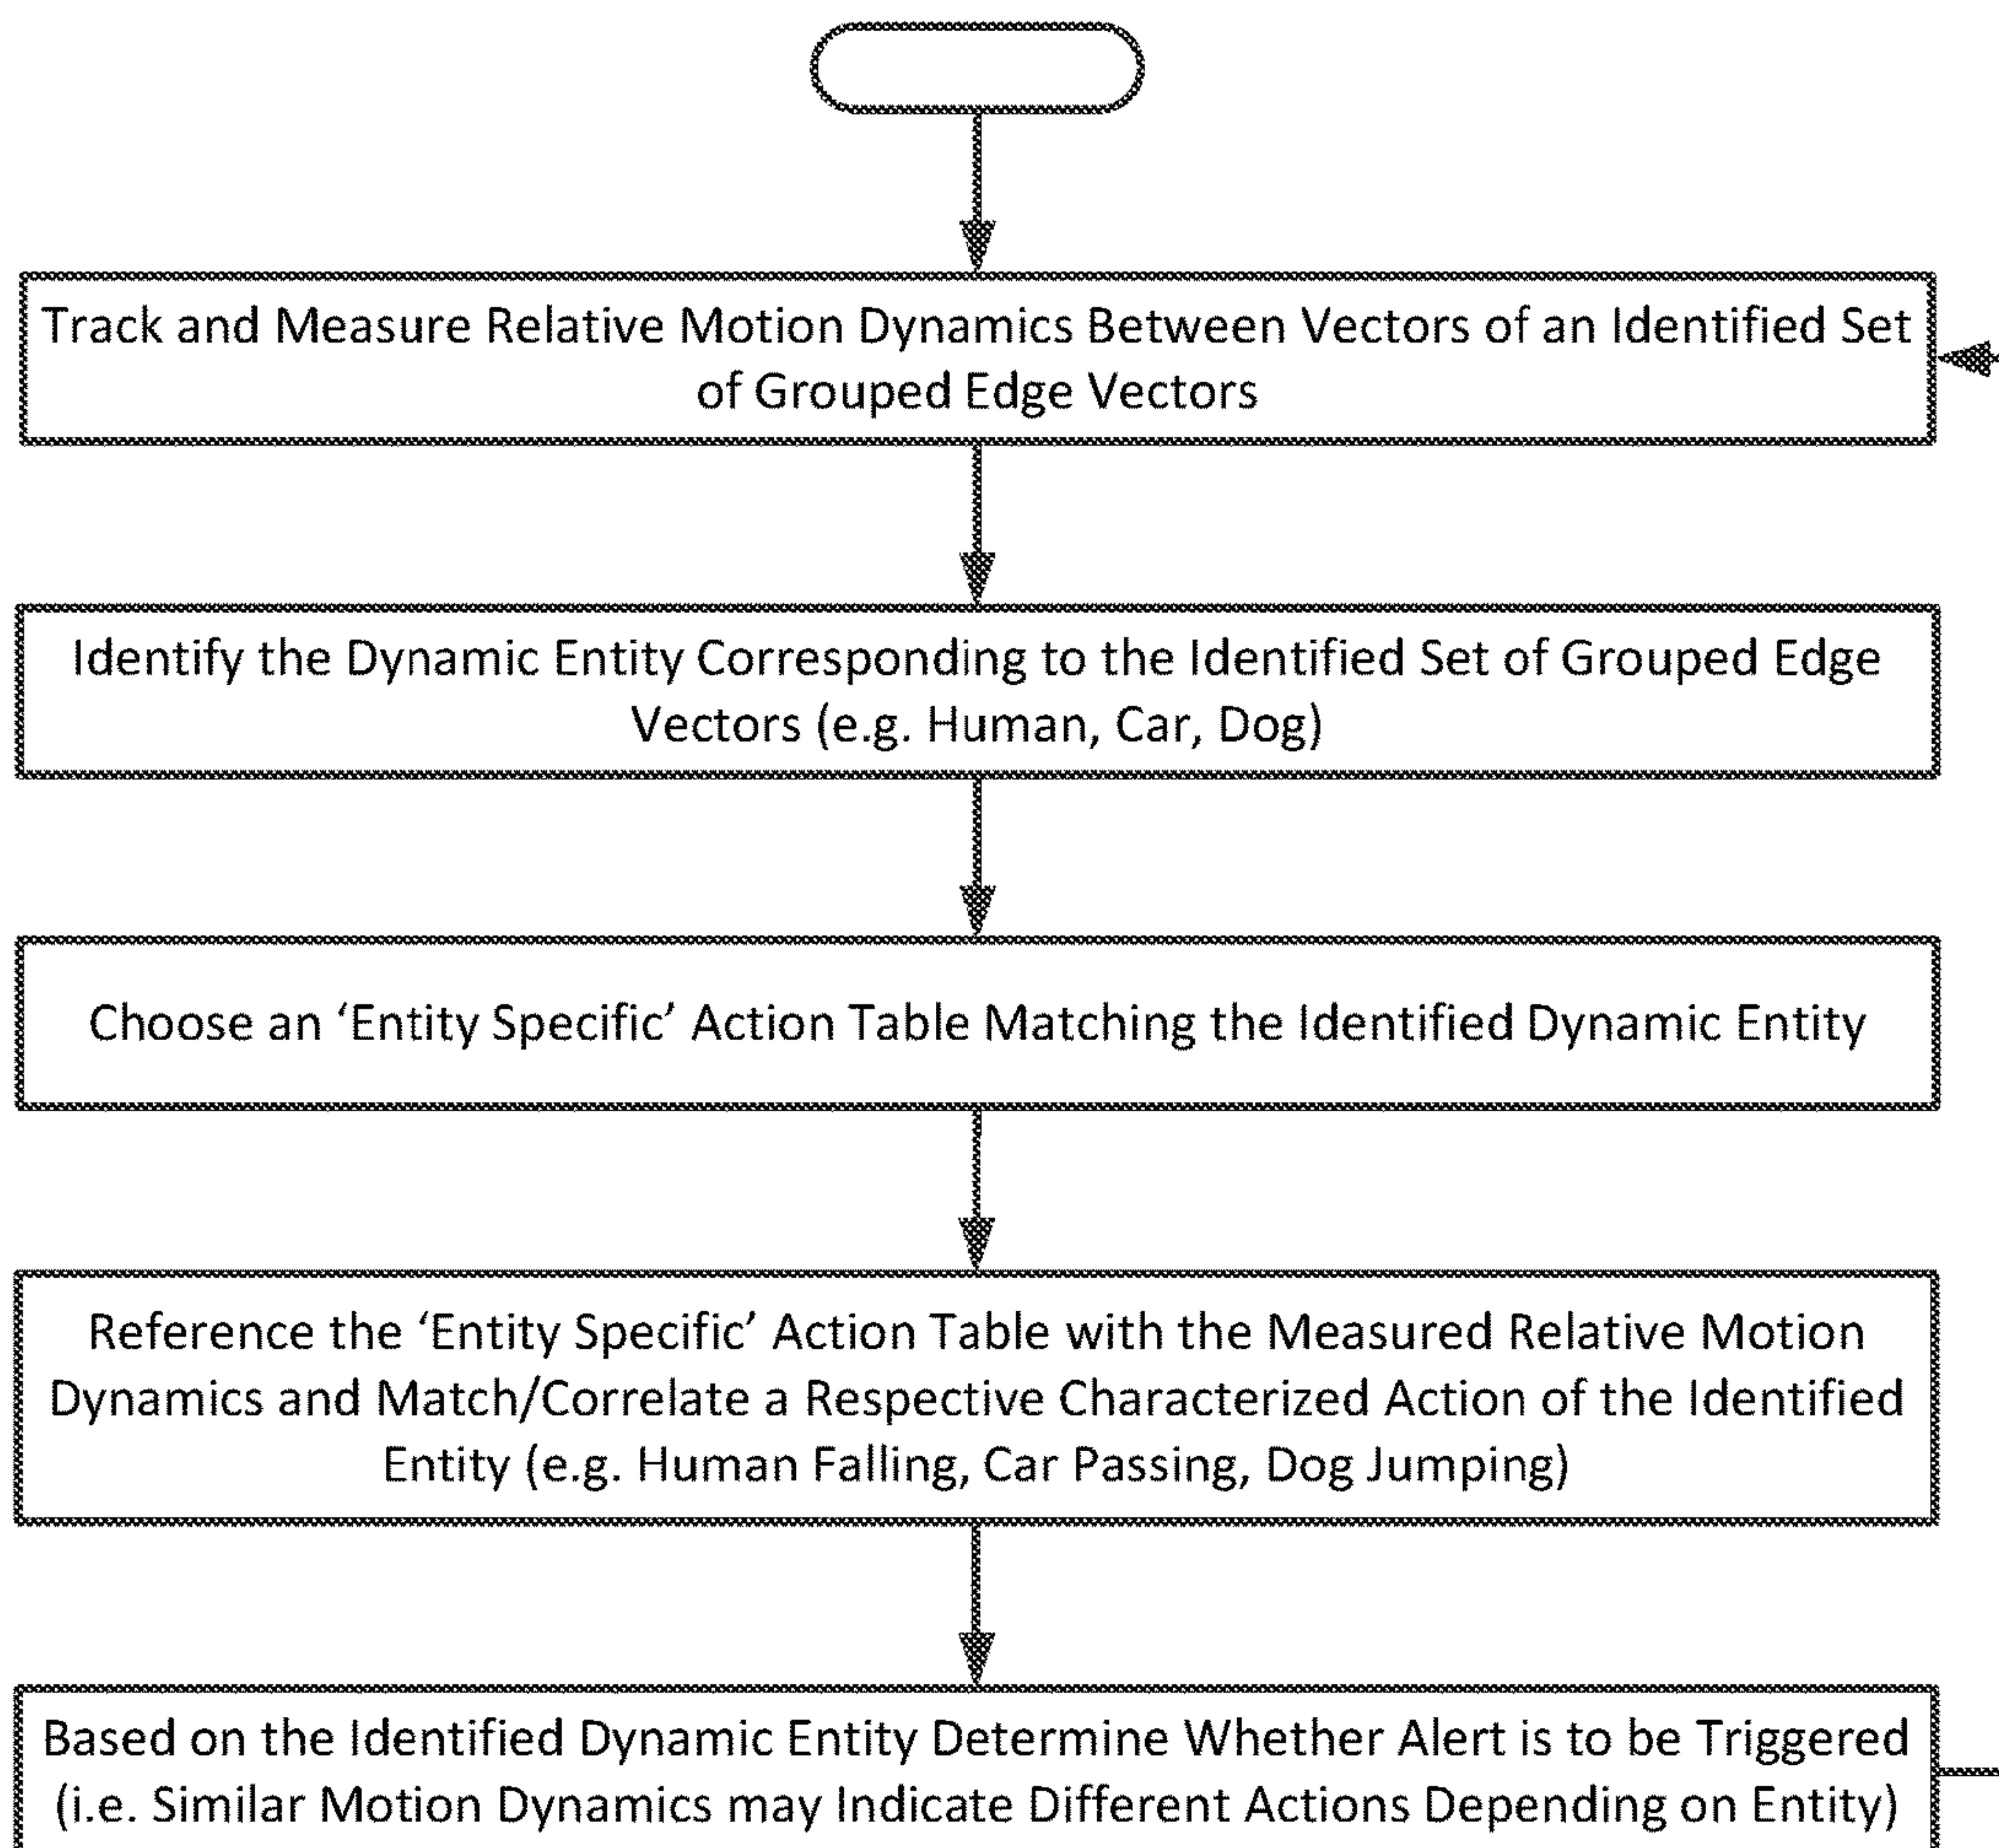 Track and Measure Relative Motion Dynamics Between Vectors of an Identified Set
of Grouped Edge Vectors
Identify the Dynamic Entity Corresponding to the Identified Set of Grouped Edge
Vectors (e.g. Human, Car, Dog)
Choose an ‘Entity Specific’ Action Table Matching the Identified Dynamic Entity
Reference the ‘Entity Specific’ Action Table with the Measured Relative Motion
Dynamics and Match/Correlate a Respective Characterized Action of the Identified
Entity (e.g. Human Falling, Car Passing, Dog Jumping)
Based on the Identified Dynamic Entity Determine Whether Alert is to be Triggered
(i.e. Similar Motion Dynamics may Indicate Different Actions Depending on Entity)